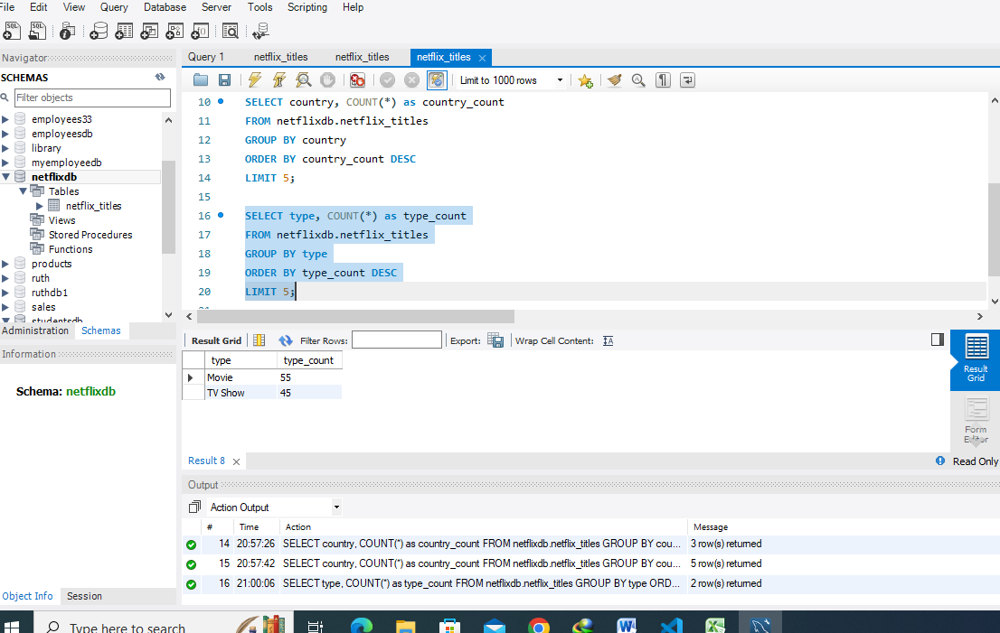 File Edit View Query Database Server Tools Scripting Help
SQL SQL
Navigator
SCHEMAS
Filter objects
employees33
employeesdb
library
myemployeedb
netflixdb
Tables
netflix_titles
Views
Stored Procedures
Functions
products
ruth
ruthdb1
sales
studentsdb
Administration Schemas
Information
Schema: netflixdb
Object Info Session
Query 1 netflix_titles netflix_titles netflix_titles
Limit to 1000 rows
10 SELECT country, COUNT(*) as country_count
11 FROM netflixdb.netflix_titles
12 GROUP BY country
13 ORDER BY country_count DESC
14 LIMIT 5;
15
16 SELECT type, COUNT(*) as type_count
17 FROM netflixdb.netflix_titles
18 GROUP BY type
19 ORDER BY type_count DESC
20 LIMIT 5;
Result Grid Filter Rows: Export: Wrap Cell Content:
type type_count
Movie 55
TV Show 45
Result Grid
Form Editor
Result 8
Read Only
Output
Action Output
# Time Action Message
14 20:57:26 SELECT country, COUNT(*) as country_count FROM netflixdb.netflix_titles GROUP BY cou... 3 row(s) returned
15 20:57:42 SELECT country, COUNT(*) as country_count FROM netflixdb.netflix_titles GROUP BY cou... 5 row(s) returned
16 21:00:06 SELECT type, COUNT(*) as type_count FROM netflixdb.netflix_titles GROUP BY type ORD... 2 row(s) returned
Type here to search